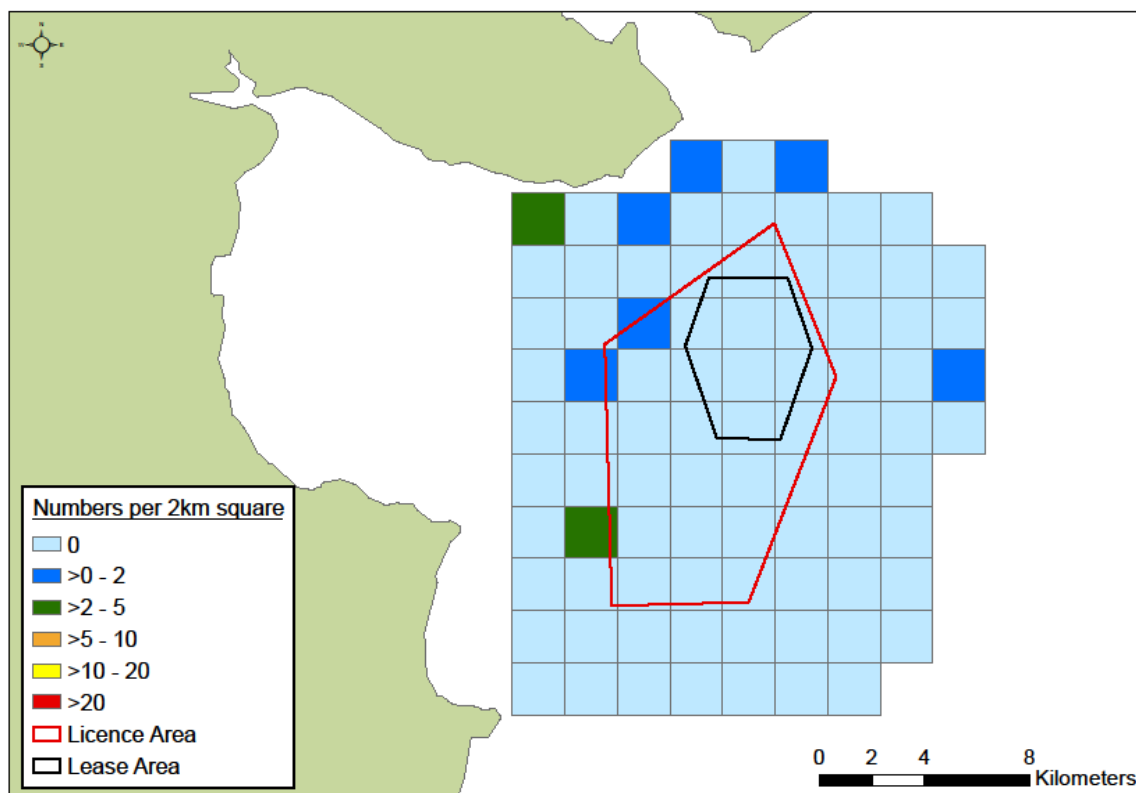 N
E
S
Numbers per 2km square
0
>0 - 2
>2 - 5
>5 - 10
>10 - 20
>20
Licence Area
Lease Area
0 2 4 8
Kilometers